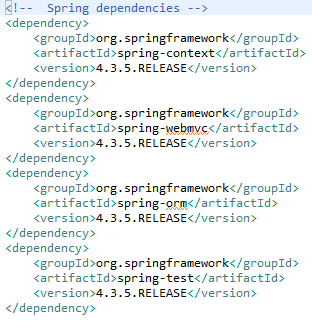 <!--  Spring dependencies -->
<dependency>
    <groupId>org.springframework</groupId>
    <artifactId>spring-context</artifactId>
    <version>4.3.5.RELEASE</version>
</dependency>
<dependency>
    <groupId>org.springframework</groupId>
    <artifactId>spring-webmvc</artifactId>
    <version>4.3.5.RELEASE</version>
</dependency>
<dependency>
    <groupId>org.springframework</groupId>
    <artifactId>spring-orm</artifactId>
    <version>4.3.5.RELEASE</version>
</dependency>
<dependency>
    <groupId>org.springframework</groupId>
    <artifactId>spring-test</artifactId>
    <version>4.3.5.RELEASE</version>
</dependency>